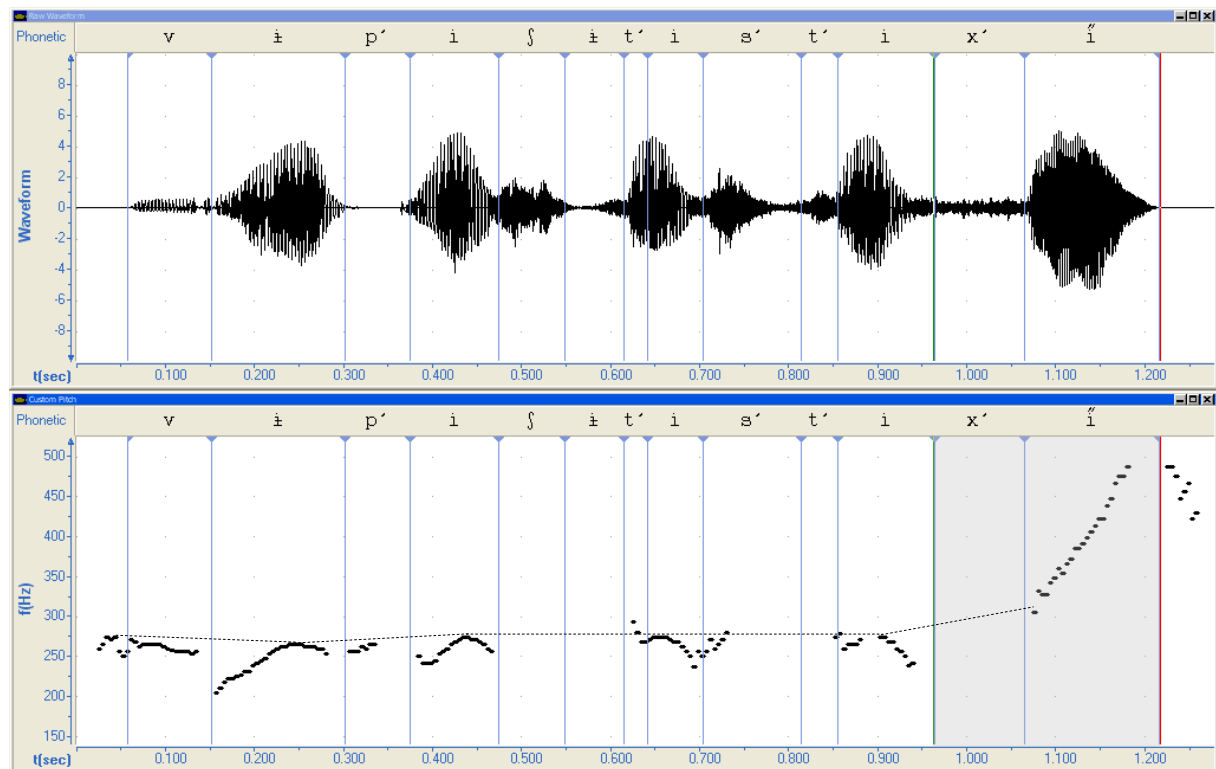 Raw Waveform
Phonetic v ɨ p´ i ʃ ɨ t´ i s´ t´ i x´ i̋
8
6
4
2
0
-2
-4
-6
-8
Waveform
t(sec) 0.100 0.200 0.300 0.400 0.500 0.600 0.700 0.800 0.900 1.000 1.100 1.200
Custom Pitch
Phonetic v ɨ p´ i ʃ ɨ t´ i s´ t´ i x´ i̋
500
450
400
350
300
250
200
150
f(Hz)
t(sec) 0.100 0.200 0.300 0.400 0.500 0.600 0.700 0.800 0.900 1.000 1.100 1.200